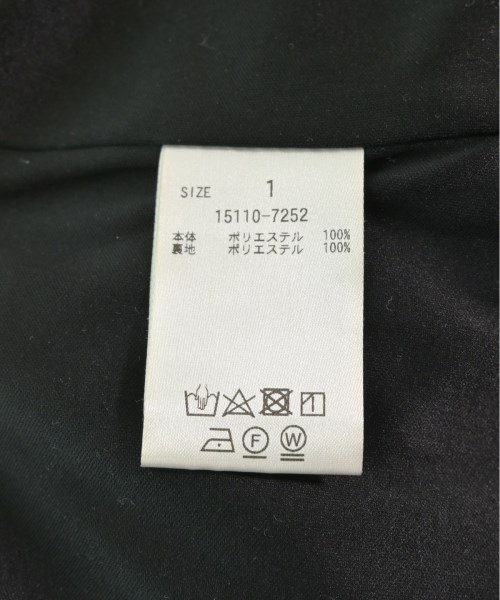 SIZE 1
15110-7252
本体 ポリエステル 100%
裏地 ポリエステル 100%
F W